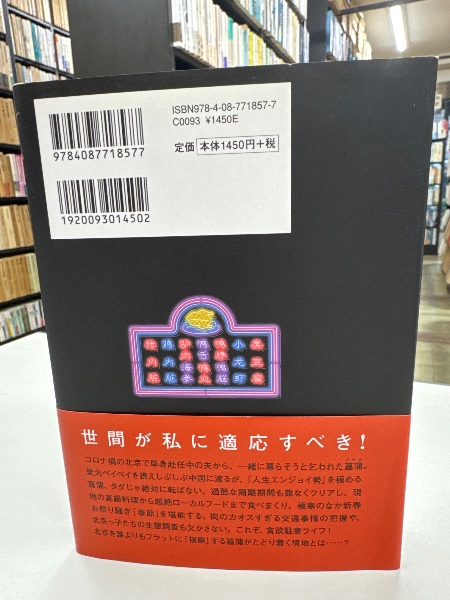 ISBN978-4-08-771857-7
C0093 ¥1450E
定価 本体1450円+税
9784087718577
1920093014502
世間が私に適応すべき!
コロナ禍の北京で単身赴任中の夫から、一緒に暮らそうと乞われた菖蒲。
愛犬ペイペイを携えしぶしぶ中国に渡るが、「人生エンジョイ勢」を極める
菖蒲、タダじゃ絶対に転ばない。過酷な隔離期間も難なくクリアし、現
地の高級料理から超絶ローカルフードまで食べまくり、極寒のなか新春
お祭り騒ぎ「春節」を堪能する。街のカオスすぎる交通事情の把握や、
北京っ子たちの生態調査も欠かさない。これぞ、貪欲駐妻ライフ!
北京を誰よりもフラットに「視察」する菖蒲がたどり着く境地とは……?